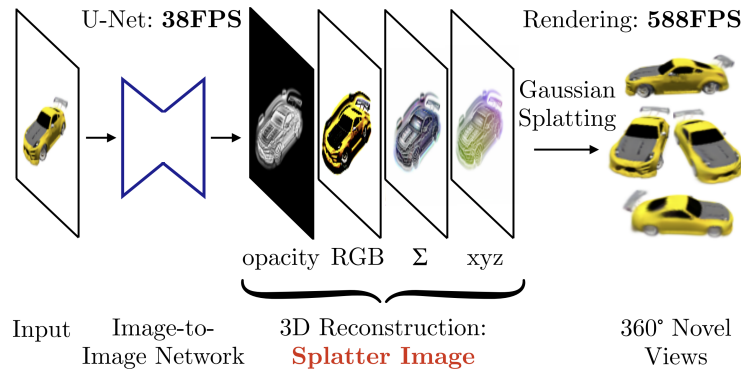 U-Net: 38FPS
Rendering: 588FPS
Gaussian
Splatting
opacity RGB Σ xyz
Input
Image-to-
Image Network
3D Reconstruction:
Splatter Image
360° Novel
Views